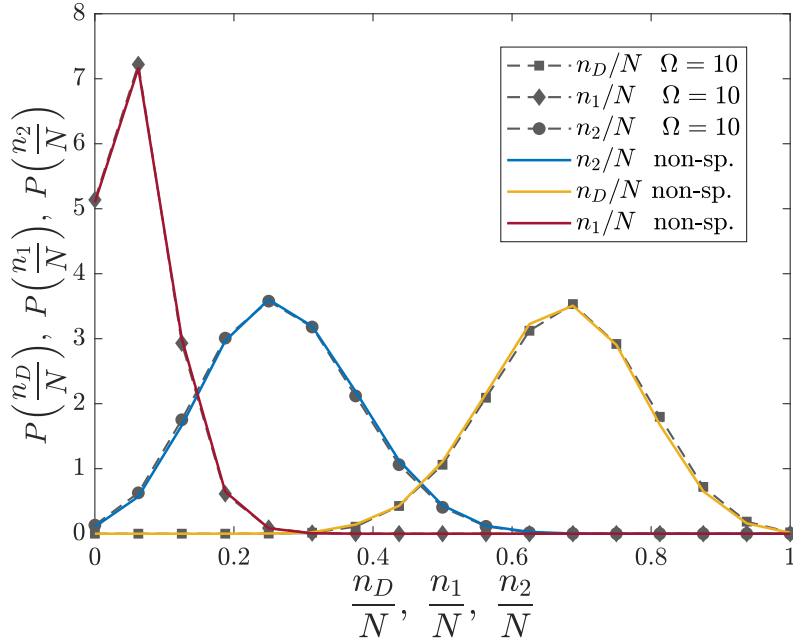 8
7
6
5
4
3
2
1
0
P(n_D/N), P(n_1/N), P(n_2/N)
n_D/N Ω = 10
n_1/N Ω = 10
n_2/N Ω = 10
n_2/N non-sp.
n_D/N non-sp.
n_1/N non-sp.
0 0.2 0.4 0.6 0.8 1
n_D/N, n_1/N, n_2/N